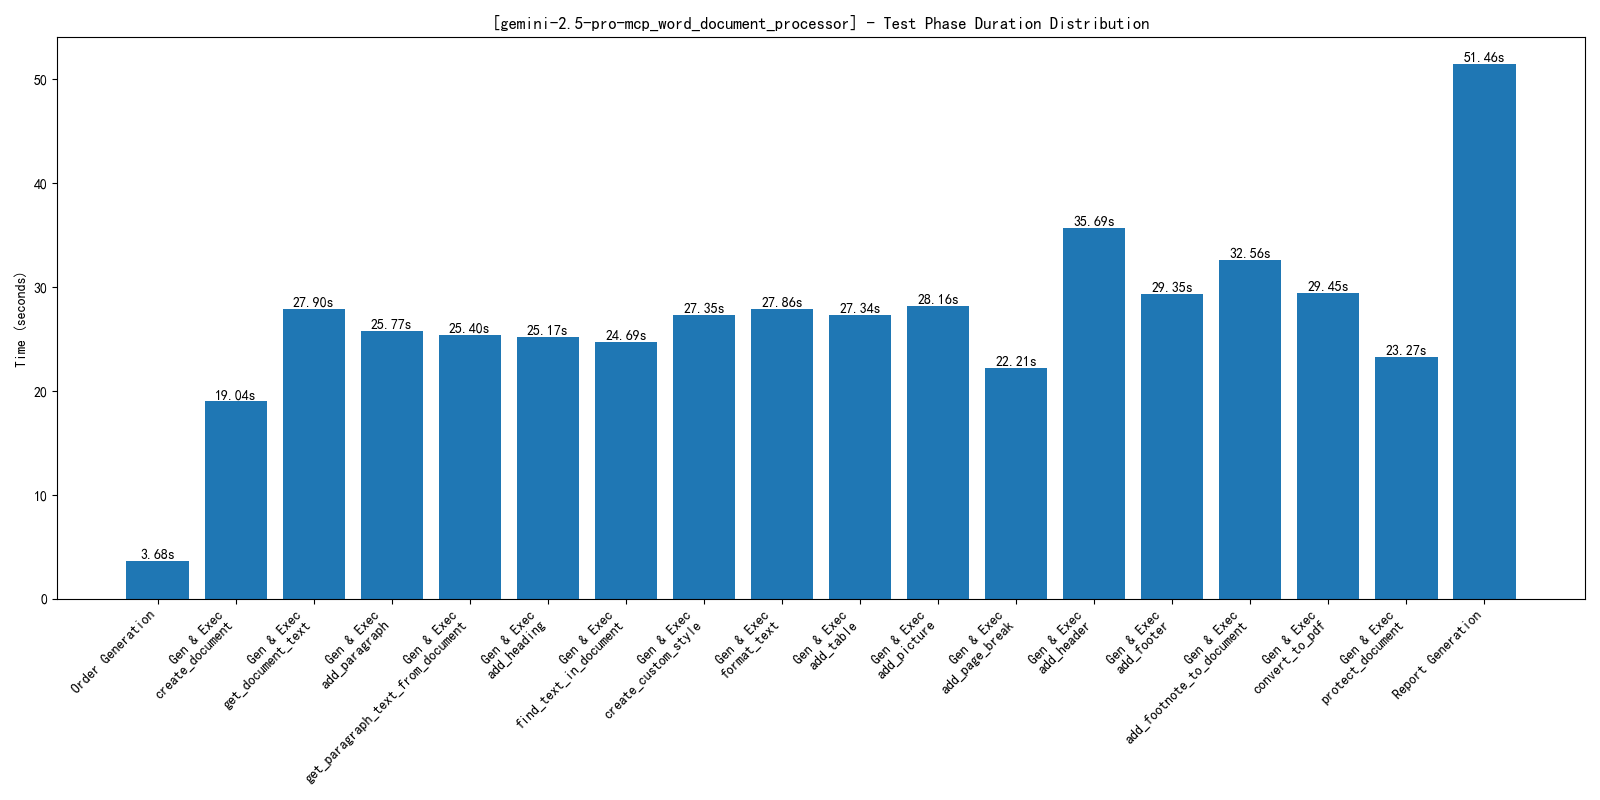 [gemini-2.5-pro-mcp_word_document_processor] - Test Phase Duration Distribution
Time (seconds)
50
40
30
20
10
0
3.68s
19.04s
27.90s
25.77s
25.40s
25.17s
24.69s
27.35s
27.86s
27.34s
28.16s
22.21s
35.69s
29.35s
32.56s
29.45s
23.27s
51.46s
Order Generation
Gen & Exec
create_document
Gen & Exec
get_document_text
Gen & Exec
add_paragraph
Gen & Exec
get_paragraph_text_from_document
Gen & Exec
add_heading
Gen & Exec
find_text_in_document
Gen & Exec
create_custom_style
Gen & Exec
format_text
Gen & Exec
add_table
Gen & Exec
add_picture
Gen & Exec
add_page_break
Gen & Exec
add_header
Gen & Exec
add_footer
Gen & Exec
add_footnote_to_document
Gen & Exec
convert_to_pdf
Gen & Exec
protect_document
Report Generation